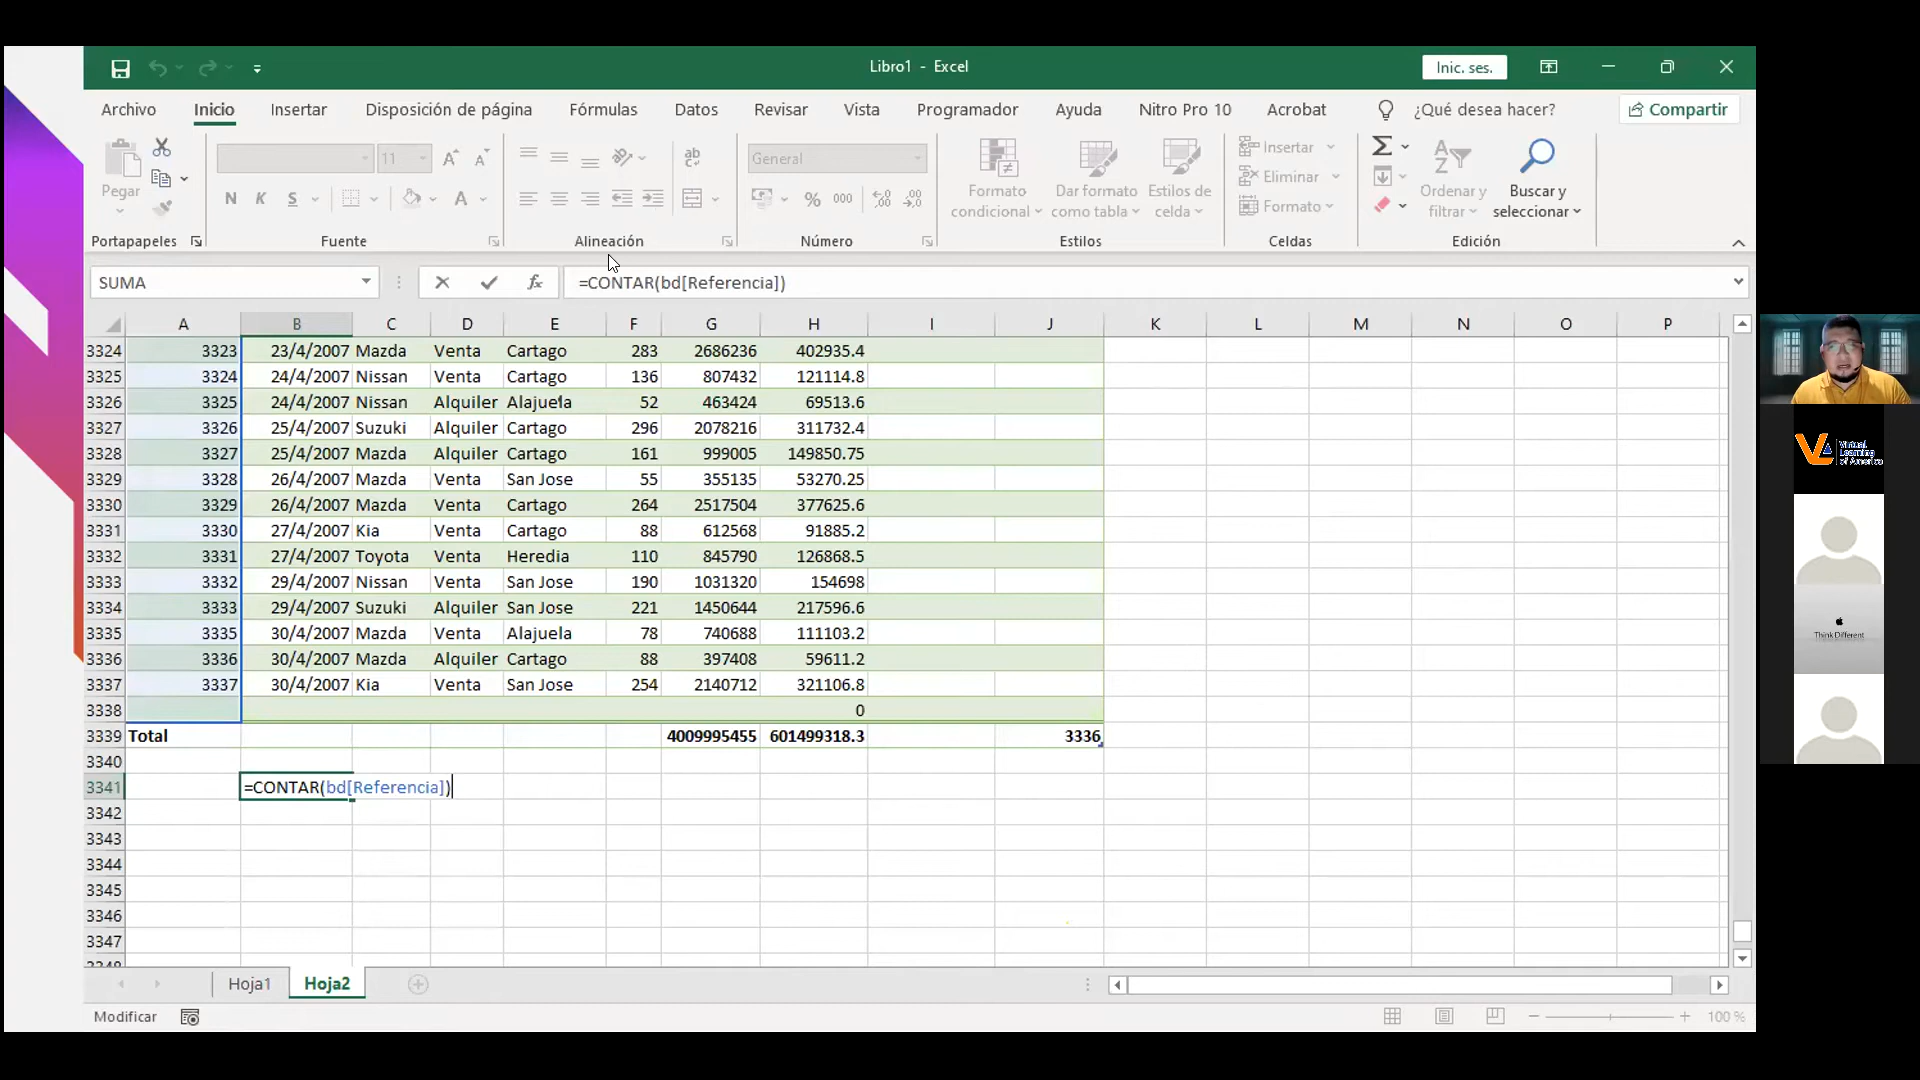 Libro1 - Excel
Inic. ses.
Archivo Inicio Insertar Disposición de página Fórmulas Datos Revisar Vista Programador Ayuda Nitro Pro 10 Acrobat ¿Qué desea hacer? Compartir
Pegar
11
N K S
A
ab
General
% 000
Formato condicional
Dar formato como tabla
Estilos de celda
Insertar
Eliminar
Formato
Σ
Ordenar y filtrar
Buscar y seleccionar
Portapapeles Fuente Alineación Número Estilos Celdas Edición
SUMA fx =CONTAR(bd[Referencia])
A B C D E F G H I J K L M N O P
3324 3323 23/4/2007 Mazda Venta Cartago 283 2686236 402935.4
3325 3324 24/4/2007 Nissan Venta Cartago 136 807432 121114.8
3326 3325 24/4/2007 Nissan Alquiler Alajuela 52 463424 69513.6
3327 3326 25/4/2007 Suzuki Alquiler Cartago 296 2078216 311732.4
3328 3327 25/4/2007 Mazda Alquiler Cartago 161 999005 149850.75
3329 3328 26/4/2007 Mazda Venta San Jose 55 355135 53270.25
3330 3329 26/4/2007 Mazda Venta Cartago 264 2517504 377625.6
3331 3330 27/4/2007 Kia Venta Cartago 88 612568 91885.2
3332 3331 27/4/2007 Toyota Venta Heredia 110 845790 126868.5
3333 3332 29/4/2007 Nissan Venta San Jose 190 1031320 154698
3334 3333 29/4/2007 Suzuki Alquiler San Jose 221 1450644 217596.6
3335 3335 30/4/2007 Mazda Venta Alajuela 78 740688 111103.2
3336 3336 30/4/2007 Mazda Alquiler Cartago 88 397408 59611.2
3337 3337 30/4/2007 Kia Venta San Jose 254 2140712 321106.8
3338 0
3339 Total 4009995455 601499318.3 3336
3340
3341 =CONTAR(bd[Referencia])
3342
3343
3344
3345
3346
3347
3348
Hoja1 Hoja2
Modificar 100 %
Virtual
Learning
of America
Think Different